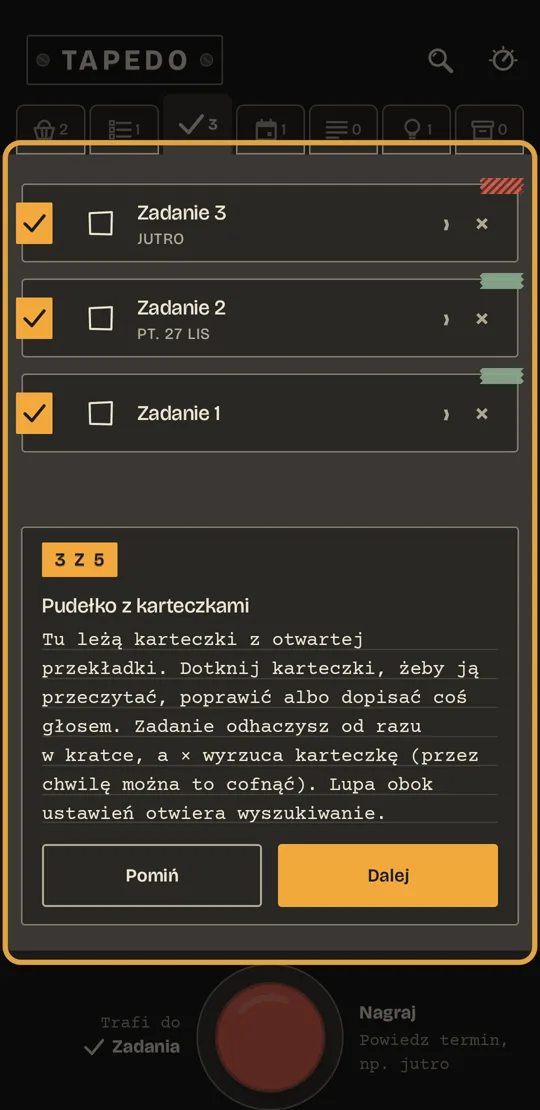 TAPEDO
2 1 3 1 0 1 0
Zadanie 3
JUTRO
Zadanie 2
PT. 27 LIS
Zadanie 1
3 Z 5
Pudełko z karteczkami
Tu leżą karteczki z otwartej
przekładki. Dotknij karteczki, żeby ją
przeczytać, poprawić albo dopisać coś
głosem. Zadanie odhaczysz od razu
w kratce, a × wyrzuca karteczkę (przez
chwilę można to cofnąć). Lupa obok
ustawień otwiera wyszukiwanie.
Pomiń
Dalej
Trafi do
Zadania
Nagraj
Powiedz termin,
np. jutro